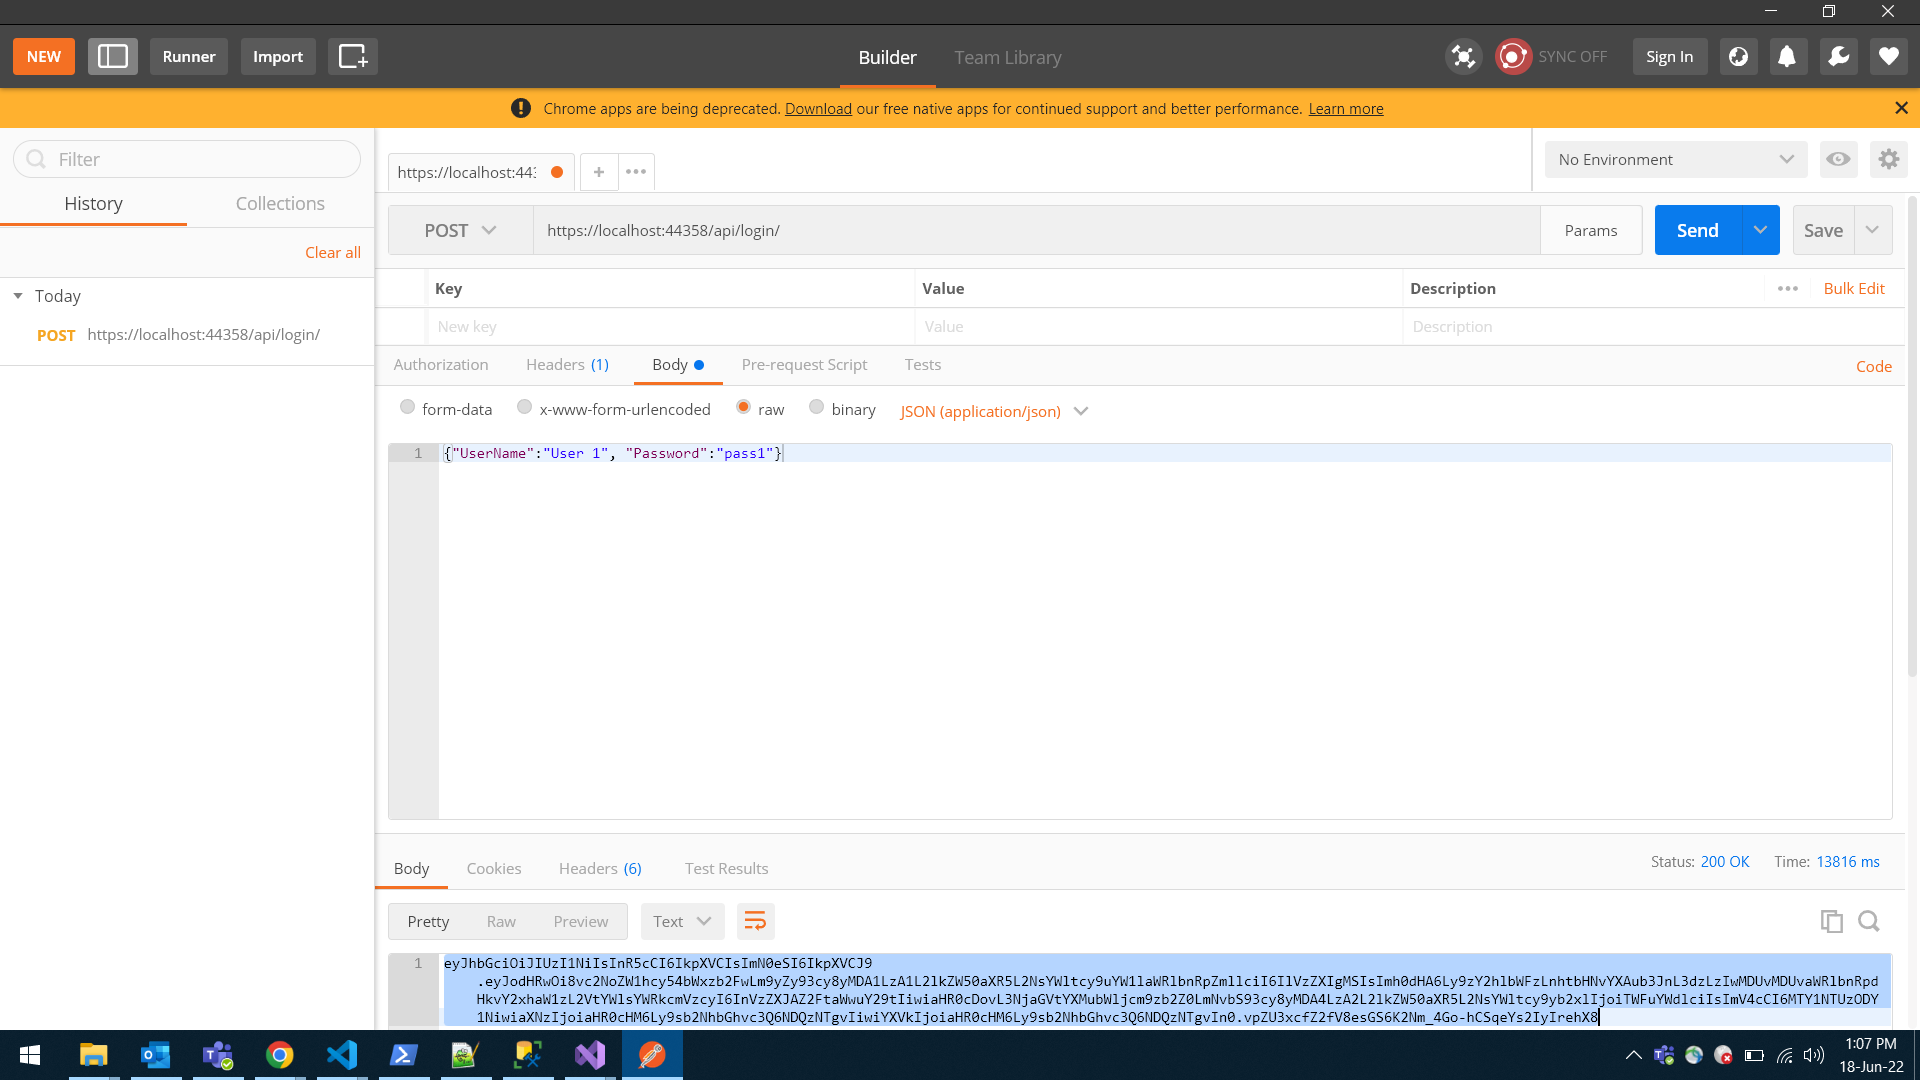 NEW Runner Import Builder Team Library SYNC OFF Sign In
Chrome apps are being deprecated. Download our free native apps for continued support and better performance. Learn more
Filter
History Collections
Clear all
Today
POST https://localhost:44358/api/login/
https://localhost:443
No Environment
POST https://localhost:44358/api/login/ Params Send Save
Key Value Description Bulk Edit
New key Value Description
Authorization Headers (1) Body Pre-request Script Tests Code
form-data x-www-form-urlencoded raw binary JSON (application/json)
1 {"UserName":"User 1", "Password":"pass1"}
Body Cookies Headers (6) Test Results Status: 200 OK Time: 13816 ms
Pretty Raw Preview Text
1 eyJhbGciOiJIUzI1NiIsInR5cCI6IkpXVCIsImN0eSI6IkpXVCJ9
1:07 PM
18-Jun-22